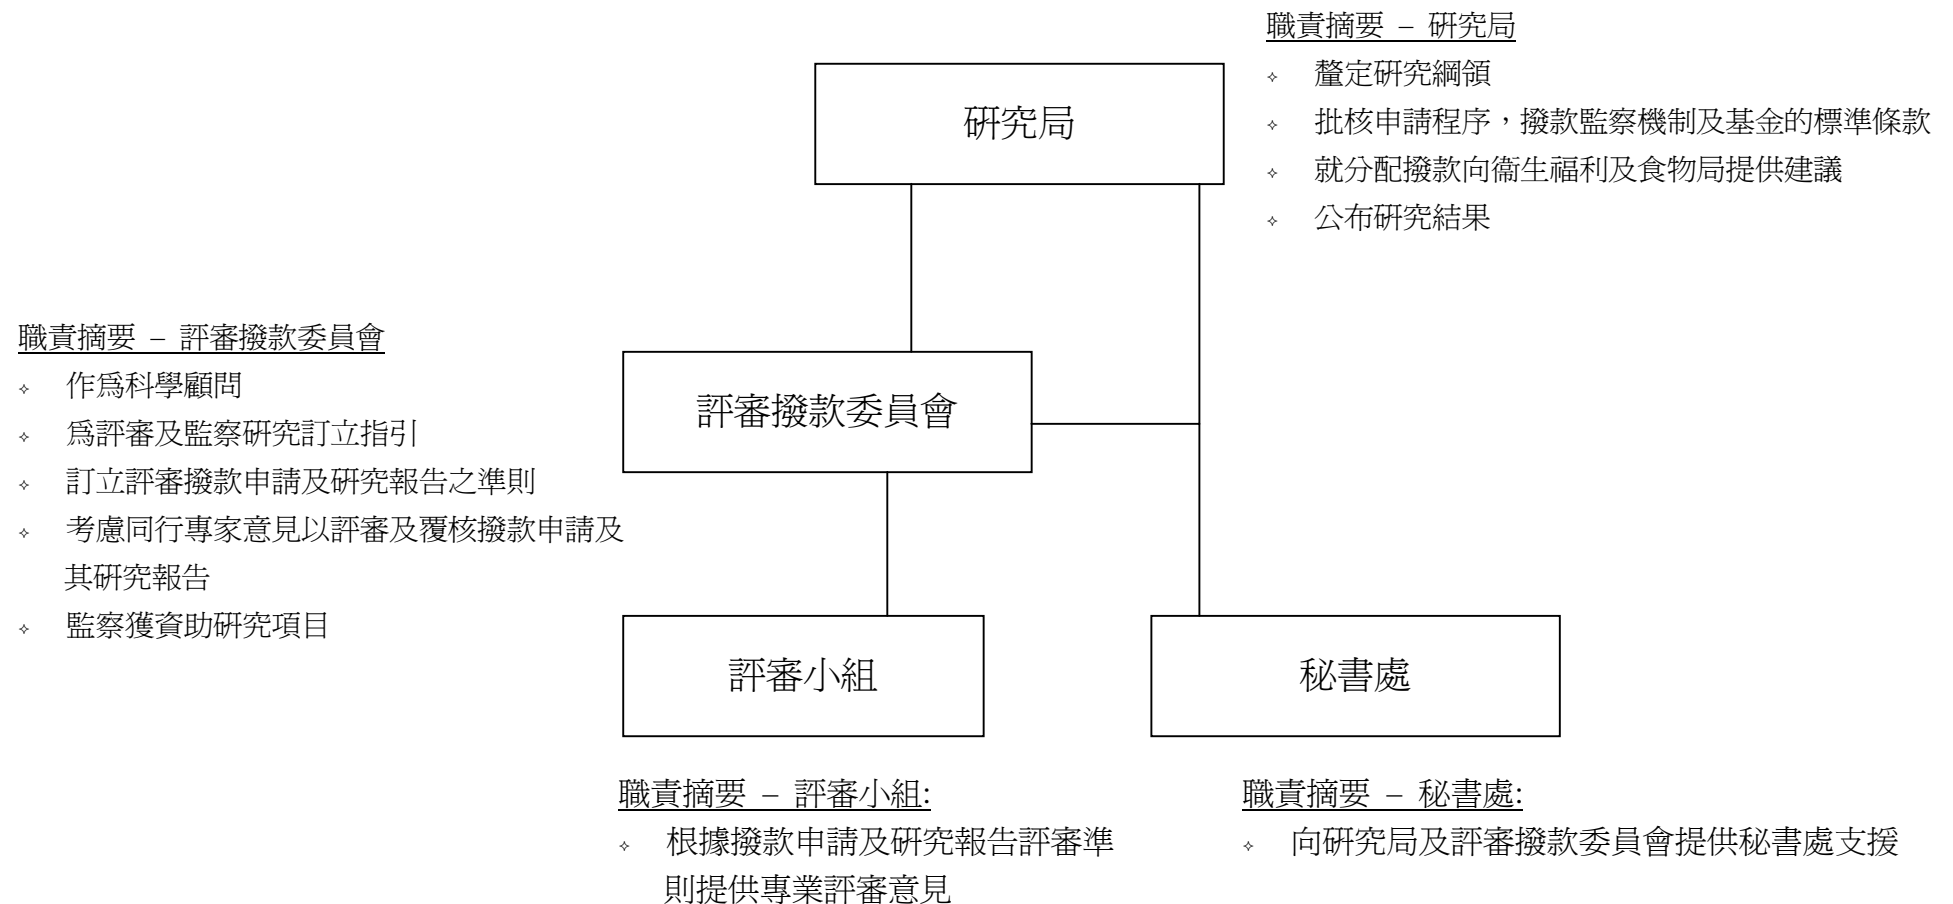 職責摘要 – 研究局
✧ 釐定研究綱領
✧ 批核申請程序，撥款監察機制及基金的標準條款
✧ 就分配撥款向衞生福利及食物局提供建議
✧ 公布研究結果
研究局
職責摘要 – 評審撥款委員會
✧ 作爲科學顧問
✧ 爲評審及監察研究訂立指引
✧ 訂立評審撥款申請及研究報告之準則
✧ 考慮同行專家意見以評審及覆核撥款申請及
其研究報告
✧ 監察獲資助研究項目
評審撥款委員會
評審小組
秘書處
職責摘要 – 評審小組:
✧ 根據撥款申請及研究報告評審準
則提供專業評審意見
職責摘要 – 秘書處:
✧ 向研究局及評審撥款委員會提供秘書處支援